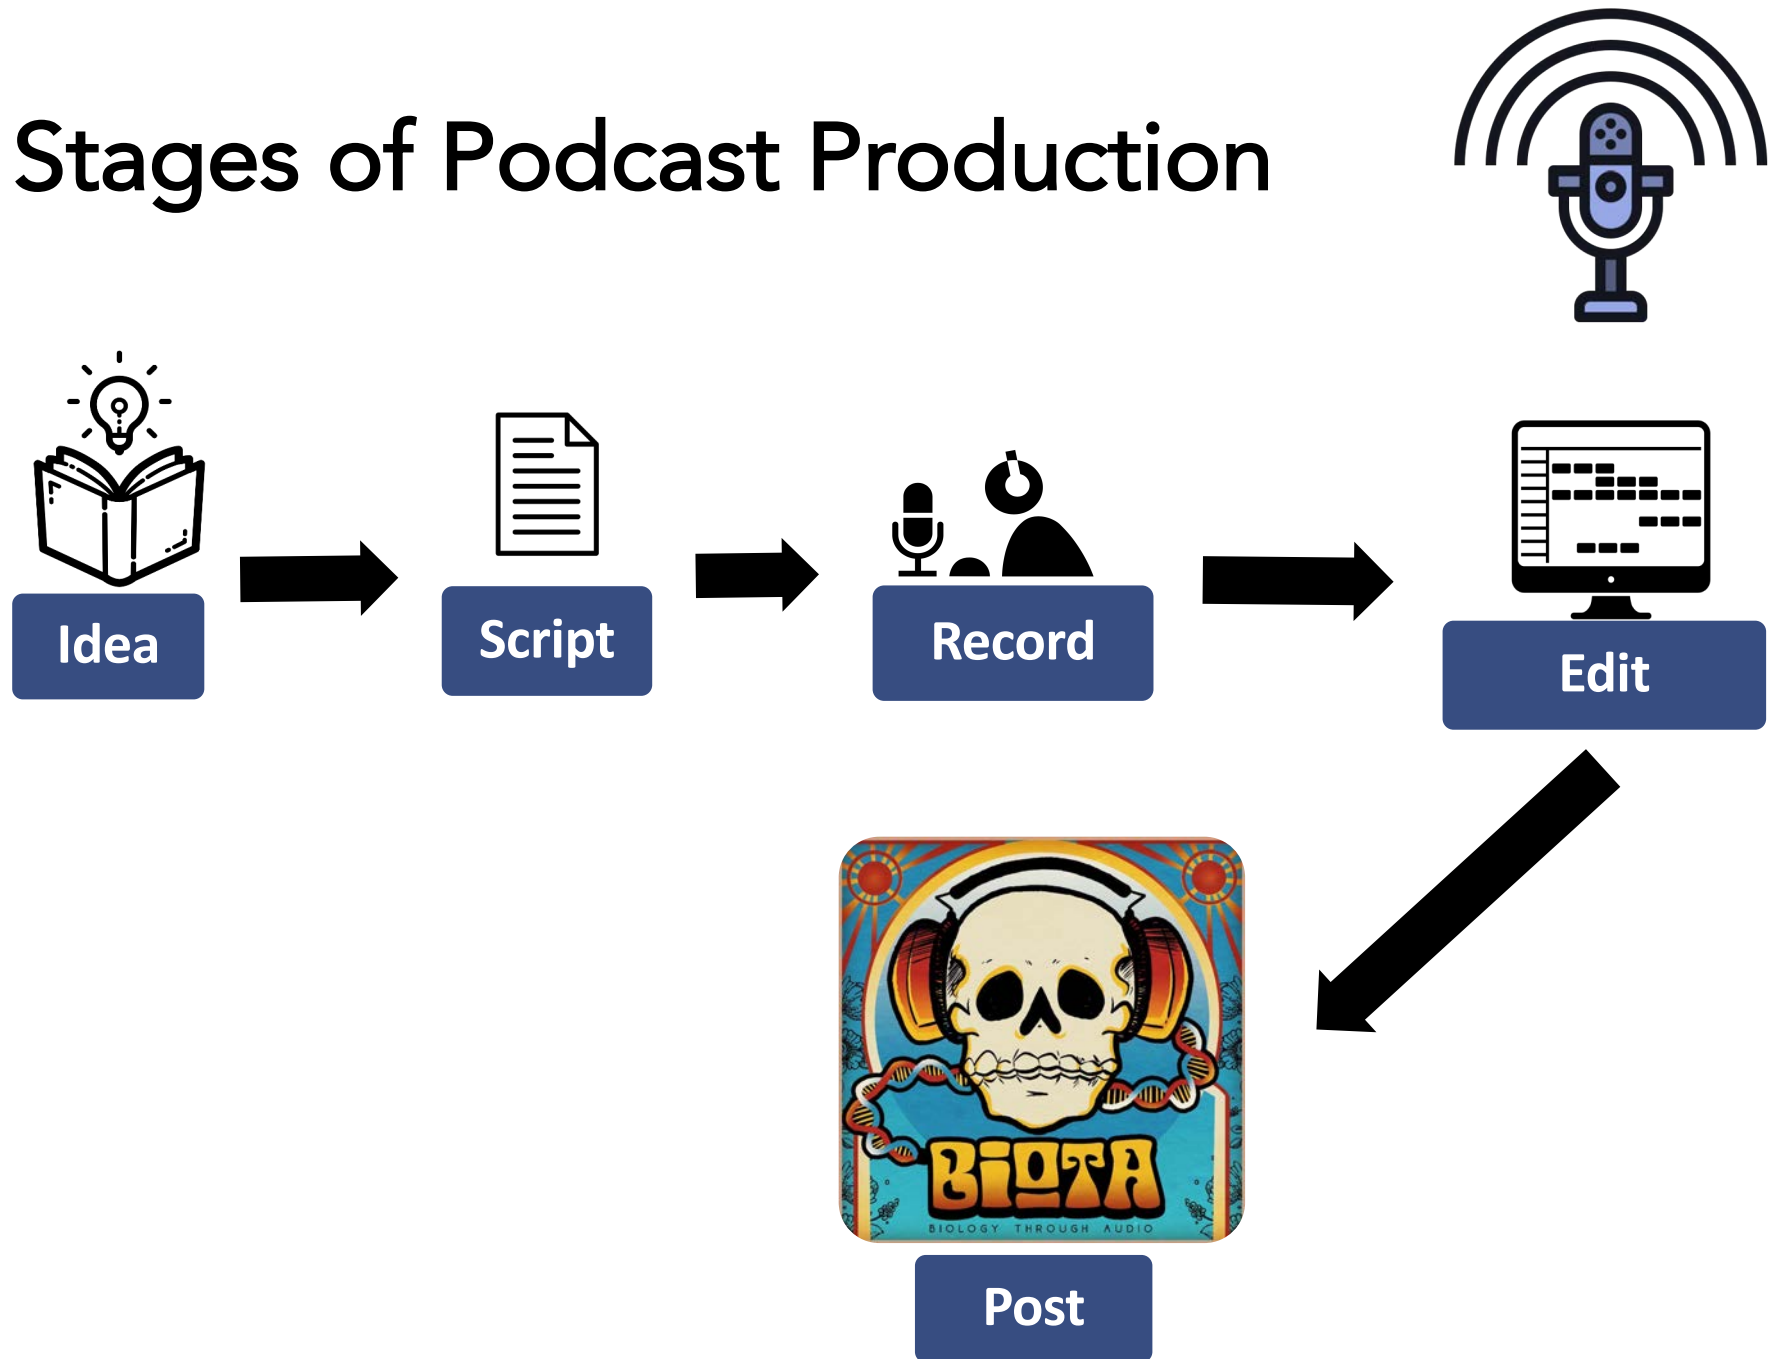 Stages of Podcast Production
Idea
Script
Record
Edit
BiOTA
BIOLOGY THROUGH AUDIO
Post